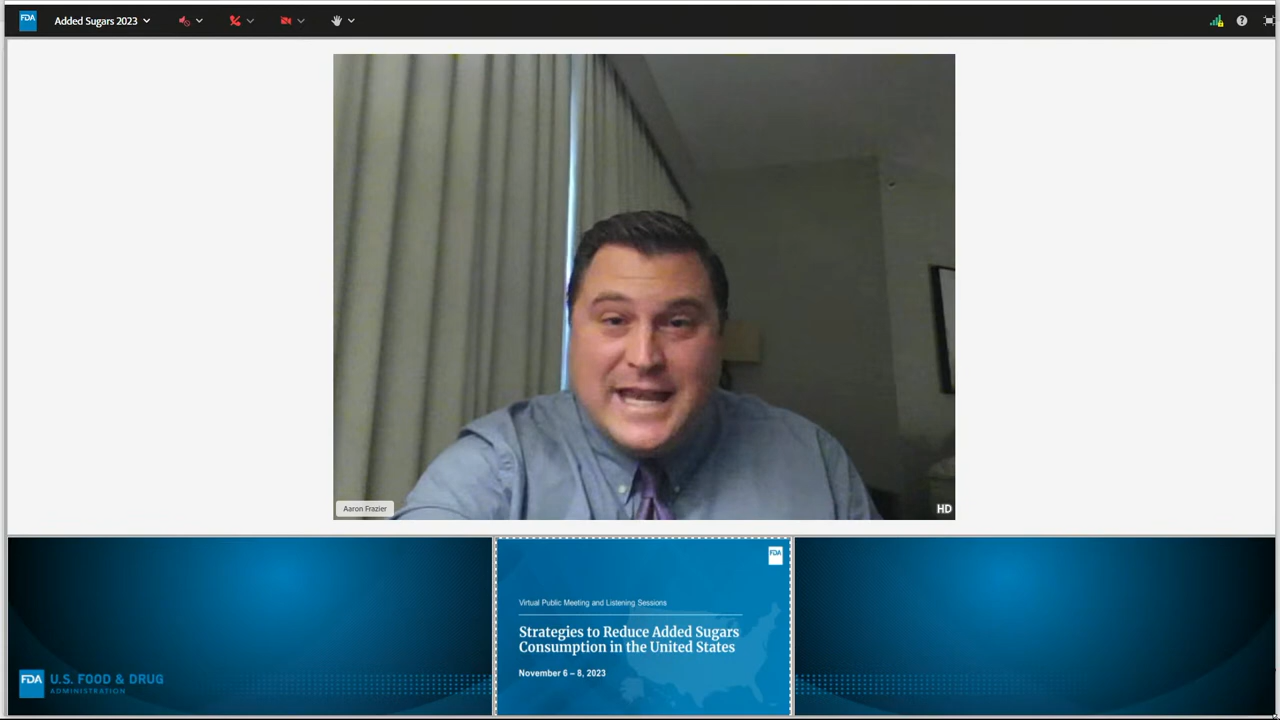 FDA
Added Sugars 2023
Aaron Frazier
HD
FDA
Virtual Public Meeting and Listening Sessions
Strategies to Reduce Added Sugars
Consumption in the United States
November 6 – 8, 2023
FDA
U.S. FOOD & DRUG
ADMINISTRATION